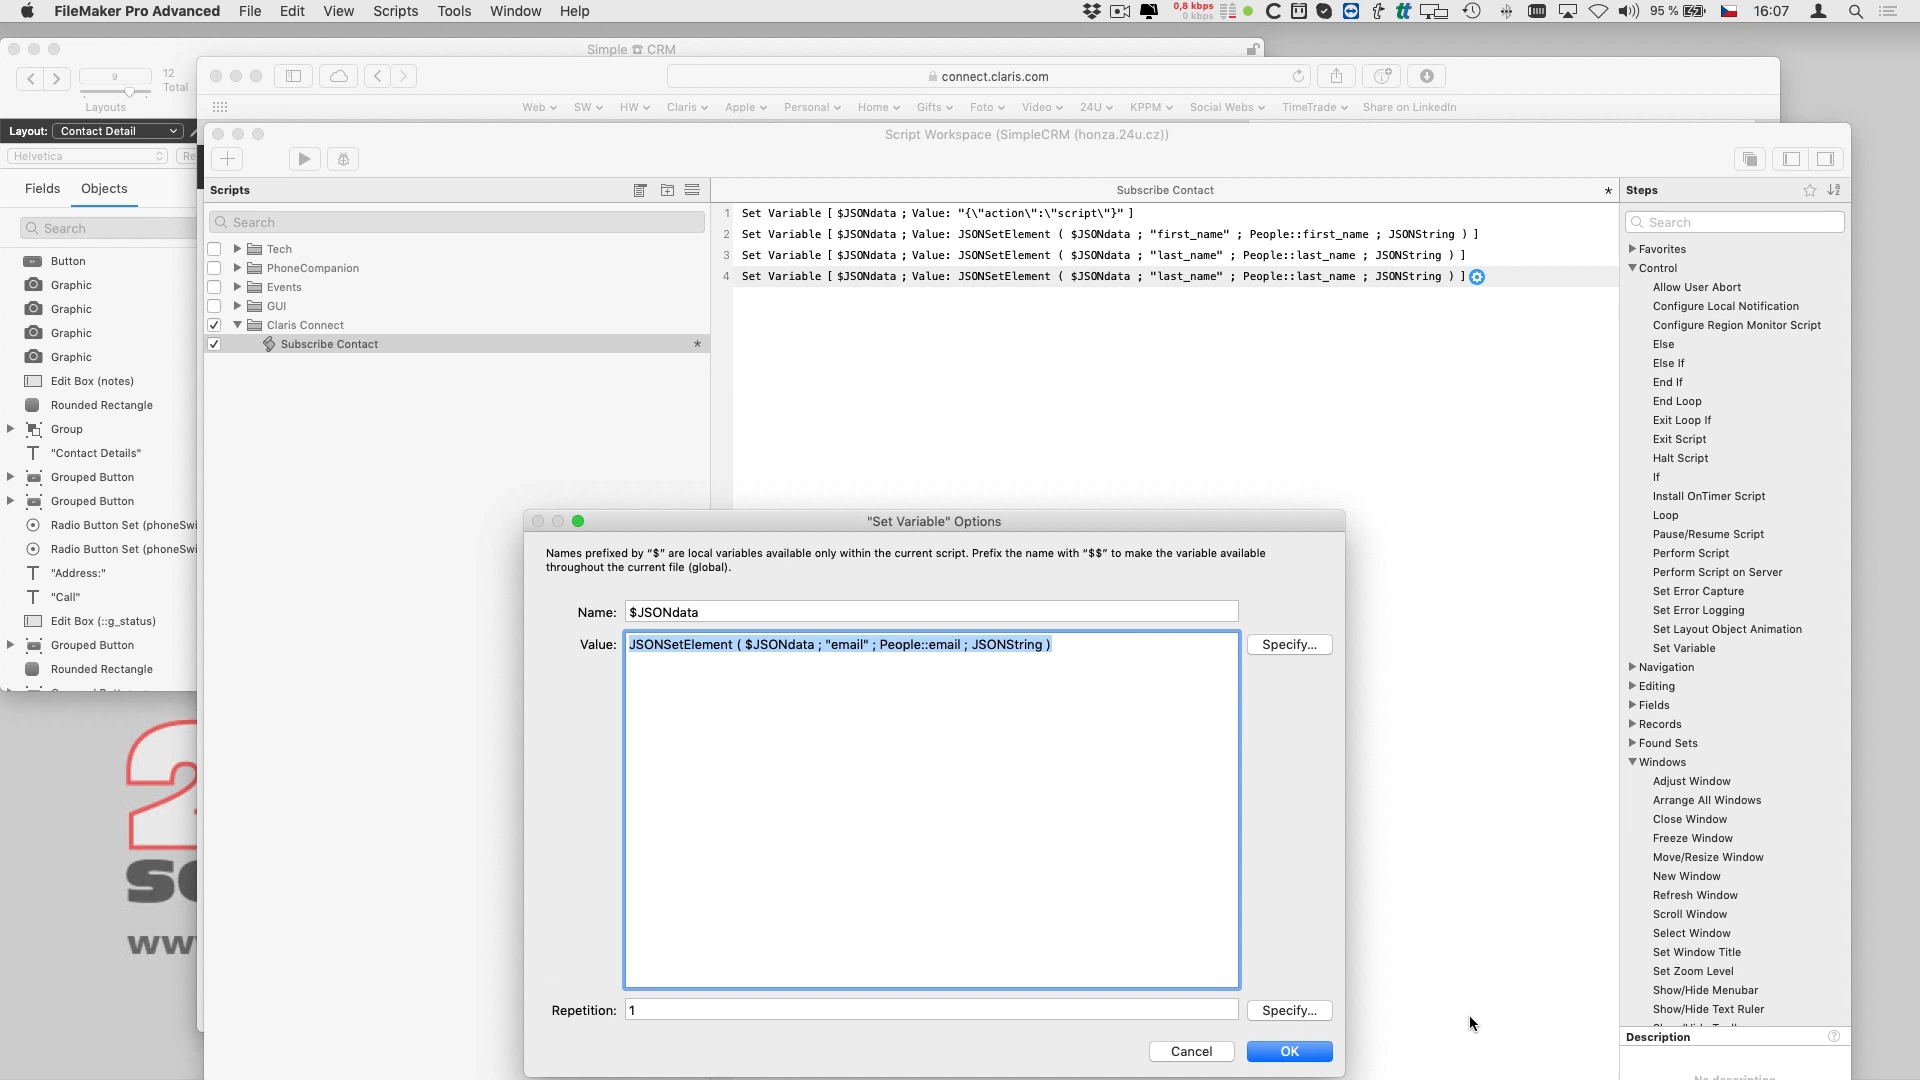 FileMaker Pro Advanced File Edit View Scripts Tools Window Help
0,8 kbps
0 kbps
95 %
16:07
Simple ☎ CRM
9
12
Total
Layouts
connect.claris.com
Web SW HW Claris Apple Personal Home Gifts Foto Video 24U KPPM Social Webs TimeTrade Share on LinkedIn
Layout: Contact Detail
Helvetica
Re
Fields Objects
Search
Button
Graphic
Graphic
Graphic
Graphic
Edit Box (notes)
Rounded Rectangle
Group
"Contact Details"
Grouped Button
Grouped Button
Radio Button Set (phoneSwi
Radio Button Set (phoneSwi
"Address:"
"Call"
Edit Box (::g_status)
Grouped Button
Rounded Rectangle
Script Workspace (SimpleCRM (honza.24u.cz))
Scripts
Search
Tech
PhoneCompanion
Events
GUI
Claris Connect
Subscribe Contact *
Subscribe Contact *
1 Set Variable [ $JSONdata ; Value: "{\"action\":\"script\"}" ]
2 Set Variable [ $JSONdata ; Value: JSONSetElement ( $JSONdata ; "first_name" ; People::first_name ; JSONString ) ]
3 Set Variable [ $JSONdata ; Value: JSONSetElement ( $JSONdata ; "last_name" ; People::last_name ; JSONString ) ]
4 Set Variable [ $JSONdata ; Value: JSONSetElement ( $JSONdata ; "last_name" ; People::last_name ; JSONString ) ]
Steps
Search
Favorites
Control
Allow User Abort
Configure Local Notification
Configure Region Monitor Script
Else
Else If
End If
End Loop
Exit Loop If
Exit Script
Halt Script
If
Install OnTimer Script
Loop
Pause/Resume Script
Perform Script
Perform Script on Server
Set Error Capture
Set Error Logging
Set Layout Object Animation
Set Variable
Navigation
Editing
Fields
Records
Found Sets
Windows
Adjust Window
Arrange All Windows
Close Window
Freeze Window
Move/Resize Window
New Window
Refresh Window
Scroll Window
Select Window
Set Window Title
Set Zoom Level
Show/Hide Menubar
Show/Hide Text Ruler
Description
"Set Variable" Options
Names prefixed by “$” are local variables available only within the current script. Prefix the name with “$$” to make the variable available
throughout the current file (global).
Name: $JSONdata
Value: JSONSetElement ( $JSONdata ; "email" ; People::email ; JSONString ) Specify...
Repetition: 1 Specify...
Cancel OK
2
so
www